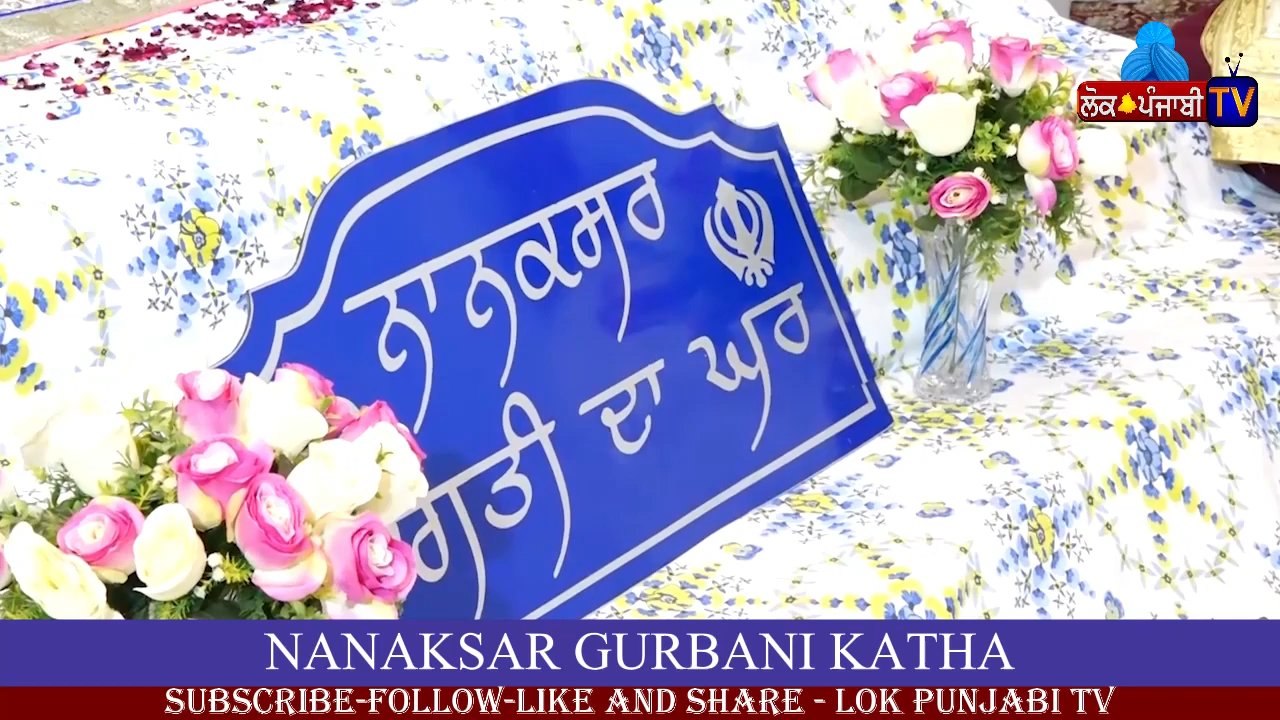 ਲੋਕ ਪੰਜਾਬੀ TV
ਨਾਨਕਸਰ
ਦਾ ਘਰ
NANAKSAR GURBANI KATHA
SUBSCRIBE-FOLLOW-LIKE AND SHARE - LOK PUNJABI TV